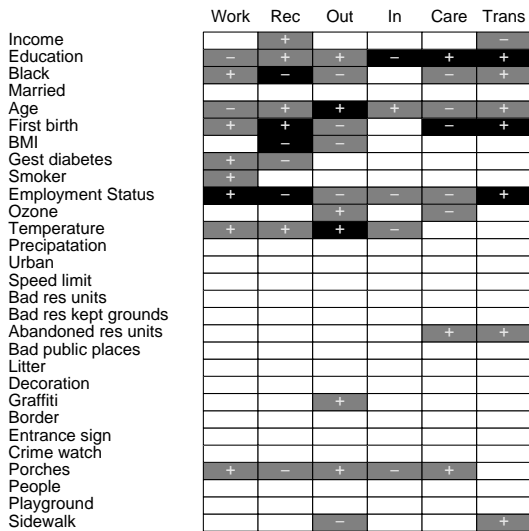 Work Rec Out In Care Trans
Income + −
Education − + + − + +
Black + − − − +
Married
Age − + + + − +
First birth + + − − +
BMI − −
Gest diabetes + −
Smoker +
Employment Status + − − − − +
Ozone + −
Temperature + + + −
Precipatation
Urban
Speed limit
Bad res units
Bad res kept grounds
Abandoned res units + +
Bad public places
Litter
Decoration
Graffiti +
Border
Entrance sign
Crime watch
Porches + − + − +
People
Playground
Sidewalk − +